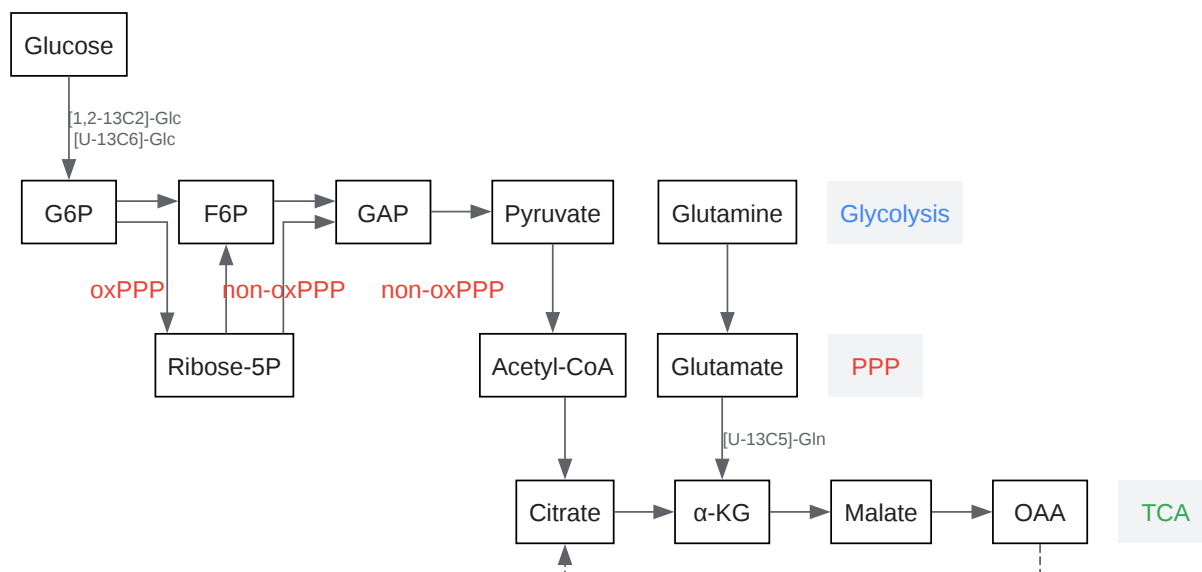 Glucose
[1,2-13C2]-Glc
[U-13C6]-Glc
G6P
F6P
GAP
Pyruvate
Glutamine
Glycolysis
oxPPP
non-oxPPP
non-oxPPP
Ribose-5P
Acetyl-CoA
Glutamate
PPP
[U-13C5]-Gln
Citrate
α-KG
Malate
OAA
TCA